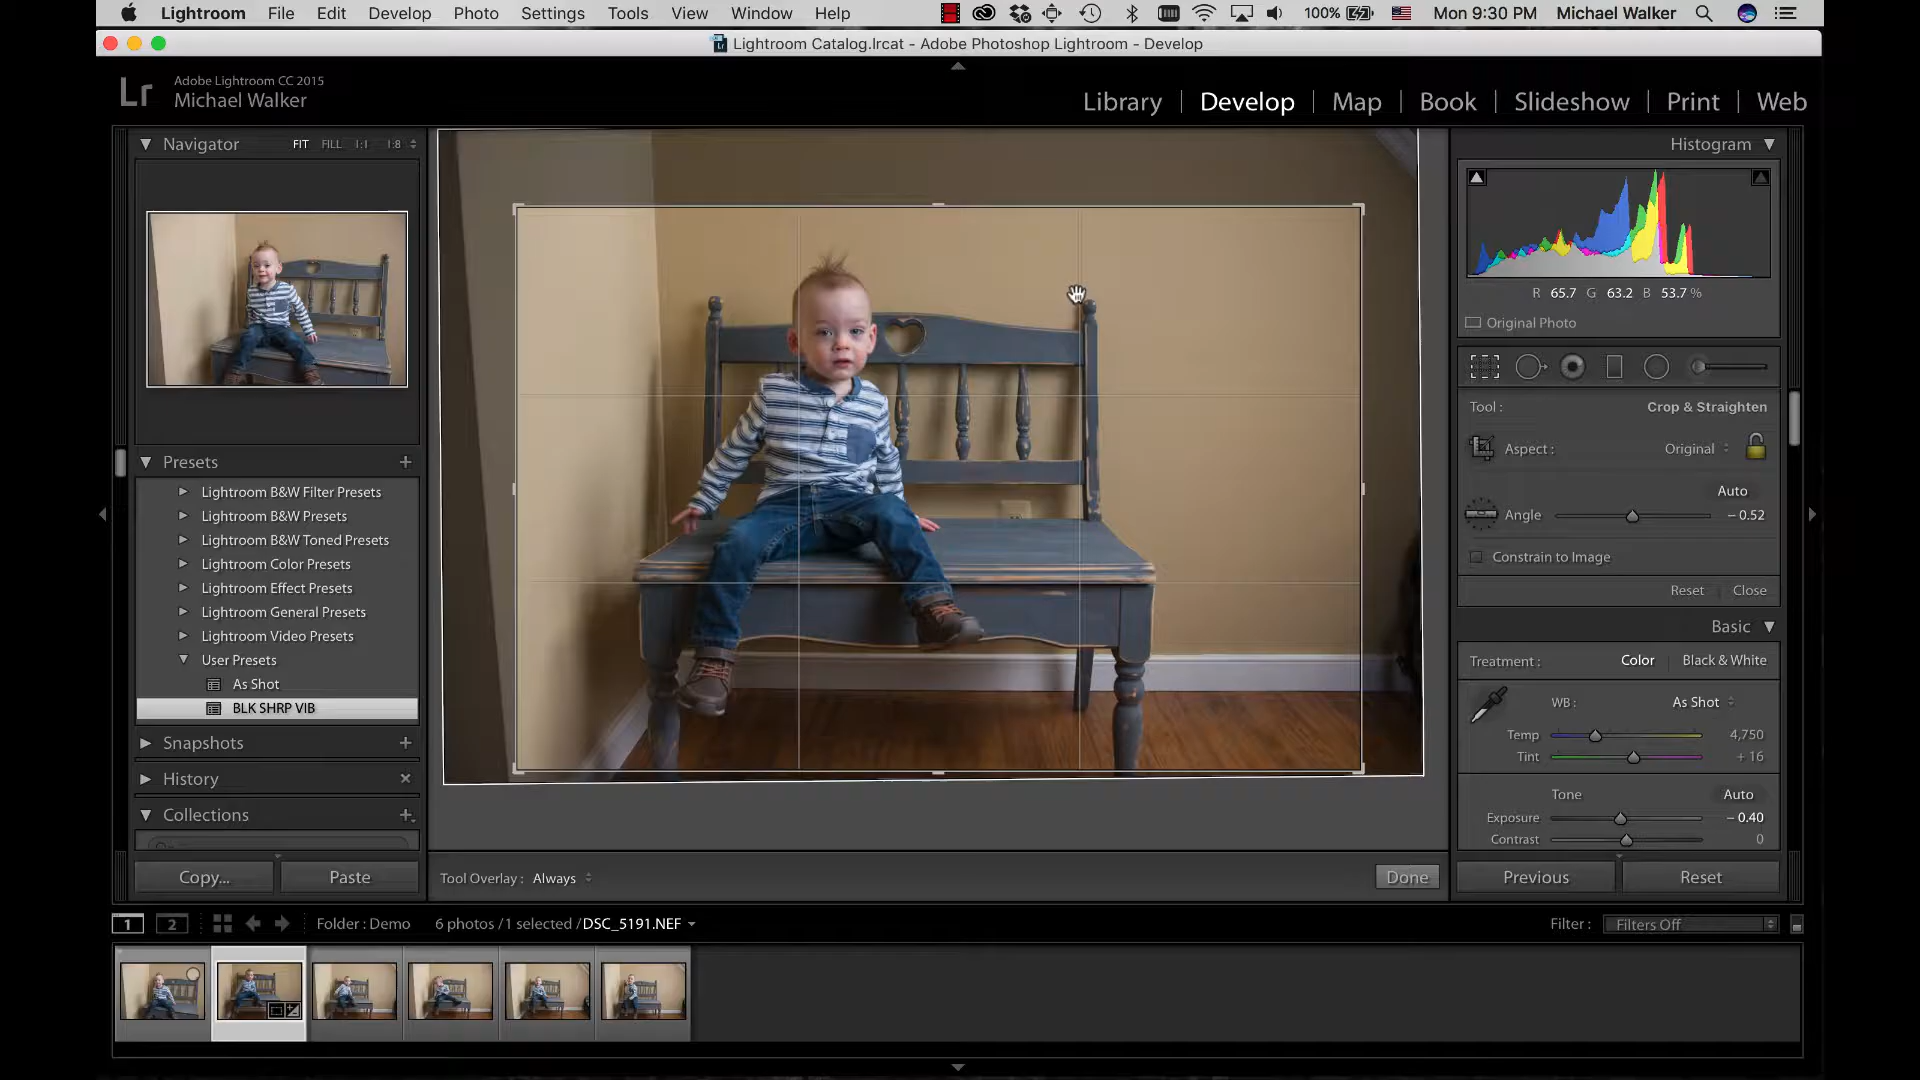 Lightroom File Edit Develop Photo Settings Tools View Window Help 100% Mon 9:30 PM Michael Walker
Lightroom Catalog.lrcat - Adobe Photoshop Lightroom - Develop
Lr Adobe Lightroom CC 2015
Michael Walker
Library | Develop | Map | Book | Slideshow | Print | Web
Navigator FIT FILL 1:1 1:8
Histogram
R 65.7 G 63.2 B 53.7 %
Original Photo
Tool : Crop & Straighten
Aspect : Original
Auto
Angle - 0.52
Constrain to Image
Reset Close
Basic
Treatment : Color Black & White
WB : As Shot
Temp 4,750
Tint + 16
Tone Auto
Exposure - 0.40
Contrast 0
Previous Reset
Presets +
Lightroom B&W Filter Presets
Lightroom B&W Presets
Lightroom B&W Toned Presets
Lightroom Color Presets
Lightroom Effect Presets
Lightroom General Presets
Lightroom Video Presets
User Presets
As Shot
BLK SHRP VIB
Snapshots +
History ×
Collections +
Copy... Paste
Tool Overlay : Always Done
1 2 Folder : Demo 6 photos / 1 selected / DSC_5191.NEF Filter : Filters Off